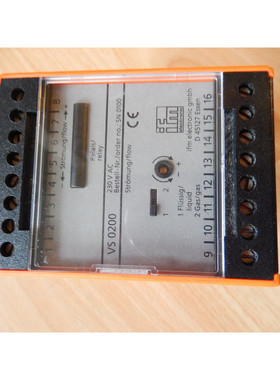 1 2 3 4 5 6 7 8
– Strömung/flow +
Relais/
relay
VS 0200
230 V AC
Bestell-Nr./order no.: SN 0100
Strömung/flow
– +
1 2
1 Flüssig/
liquid
2 Gas/gas
ifm
ifm electronic gmbh
D 45127 Essen
9 10 11 12 13 14 15 16